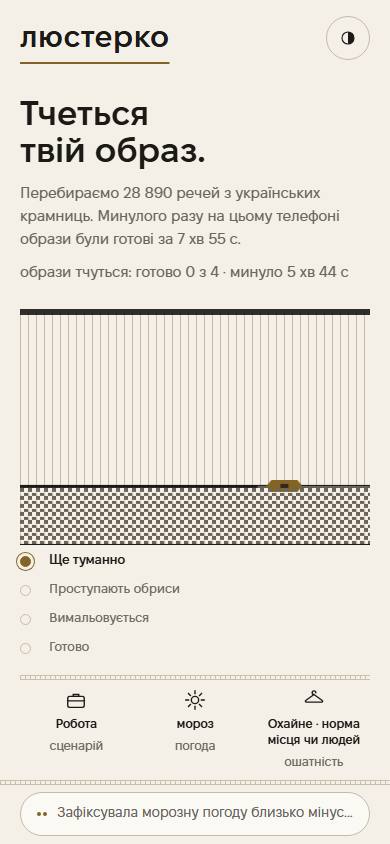 люстерко
Тчеться
твій образ.
Перебираємо 28 890 речей з українських
крамниць. Минулого разу на цьому телефоні
образи були готові за 7 хв 55 с.
образи тчуться: готово 0 з 4 · минуло 5 хв 44 с
Ще туманно
Проступають обриси
Вимальовується
Готово
Робота
сценарій
мороз
погода
Охайне · норма
місця чи людей
ошатність
Зафіксувала морозну погоду близько мінус...